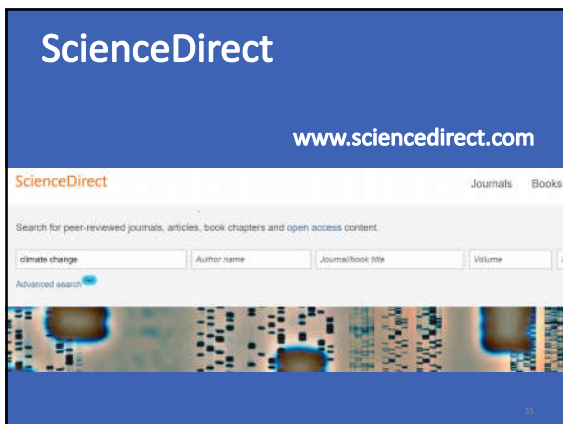 ScienceDirect
www.sciencedirect.com
ScienceDirect
Journals Books
Search for peer-reviewed journals, articles, book chapters and open access content.
climate change Author name Journal/book title Volume
Advanced search
35